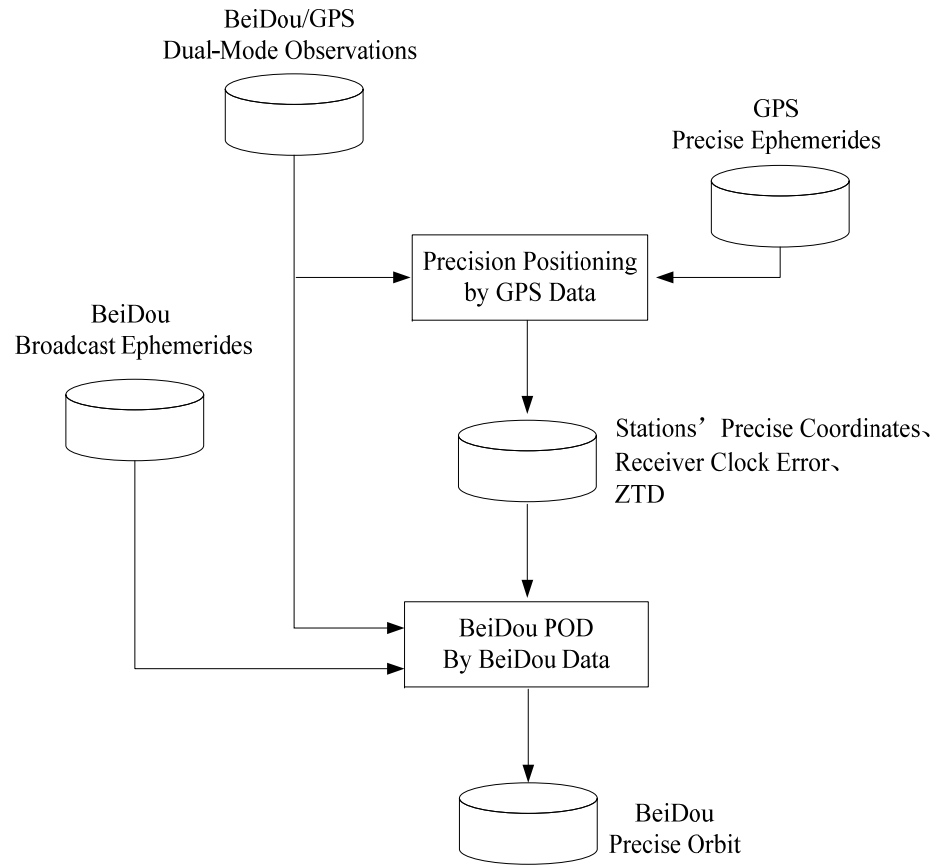 BeiDou/GPS
Dual-Mode Observations
GPS
Precise Ephemerides
Precision Positioning
by GPS Data
BeiDou
Broadcast Ephemerides
Stations’ Precise Coordinates、
Receiver Clock Error、
ZTD
BeiDou POD
By BeiDou Data
BeiDou
Precise Orbit